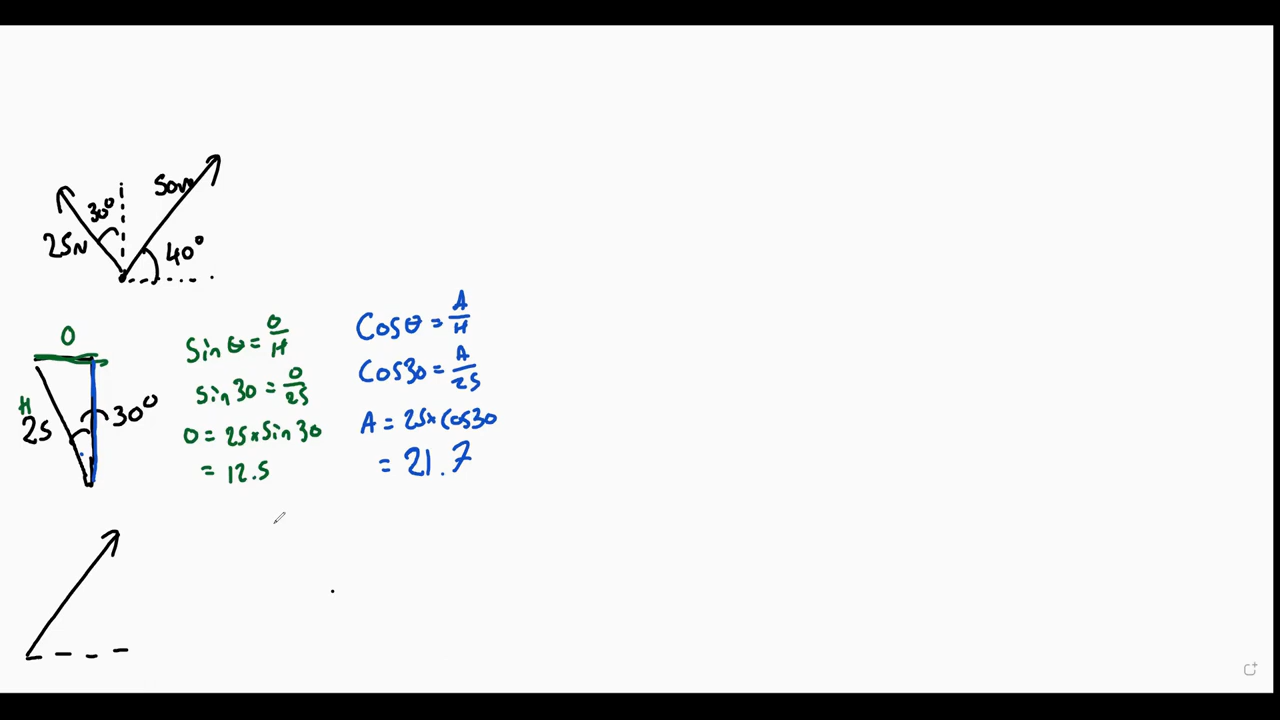 50N
30°
25N
40°
O
H
25
30°
Sin θ = O/H
Sin 30 = O/25
O = 25 × Sin 30
= 12.5
Cos θ = A/H
Cos 30 = A/25
A = 25 × Cos 30
= 21.7